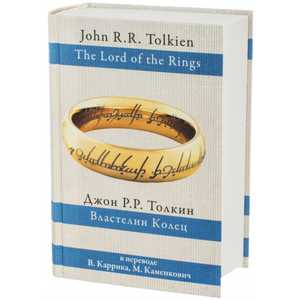 John R.R. Tolkien
The Lord of the Rings
Джон Р.Р. Толкин
Властелин Колец
в переводе
В. Каррика, М. Каменкович